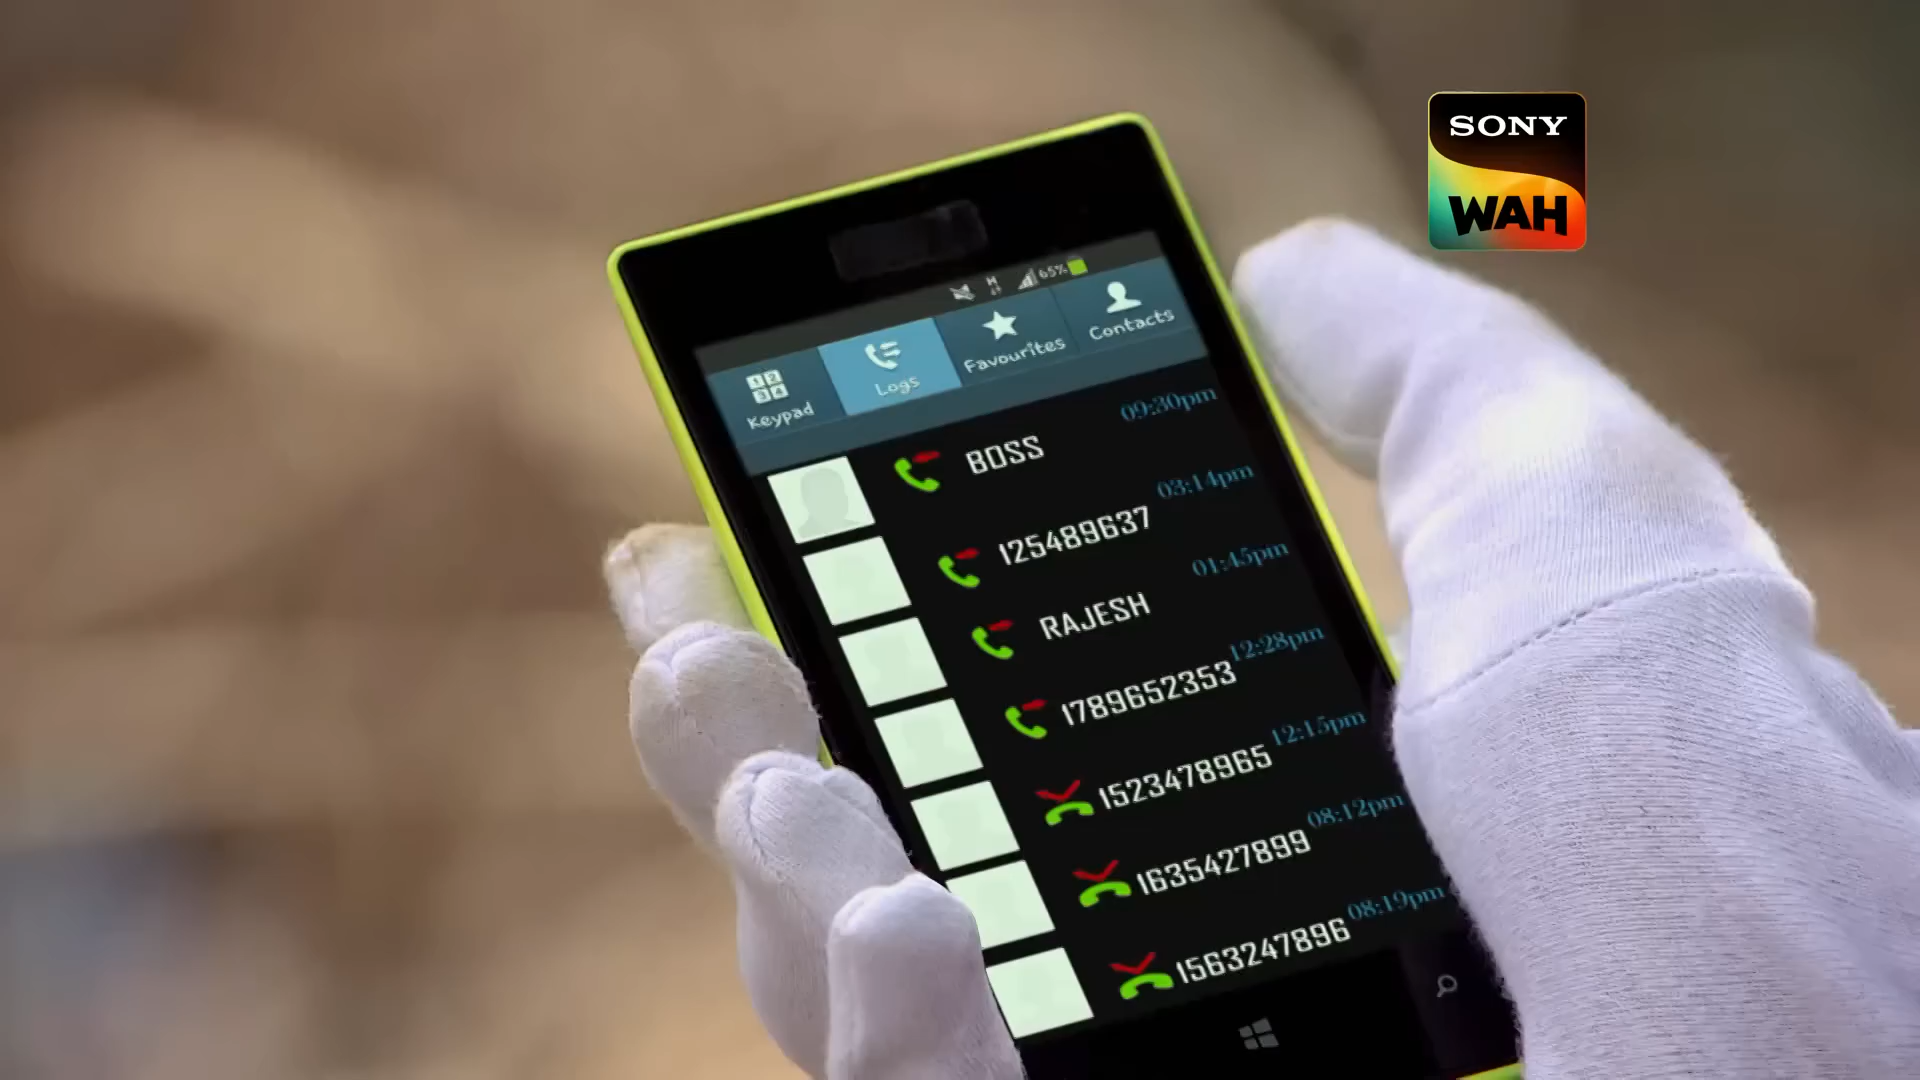 SONY
WAH
65%
Keypad
Logs
Favourites
Contacts
09:30pm
BOSS
03:14pm
125489637
01:45pm
RAJESH
12:28pm
1789652353
12:15pm
1523478965
08:12pm
1635427899
08:19pm
1563247896